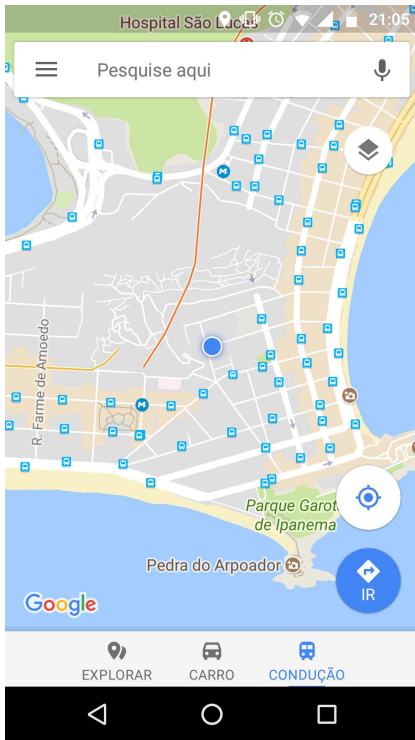 Hospital São Lucas
21:05
Pesquise aqui
M
R. Farme de Amoedo
M
Parque Garot
de Ipanema
Pedra do Arpoador
IR
Google
EXPLORAR
CARRO
CONDUÇÃO